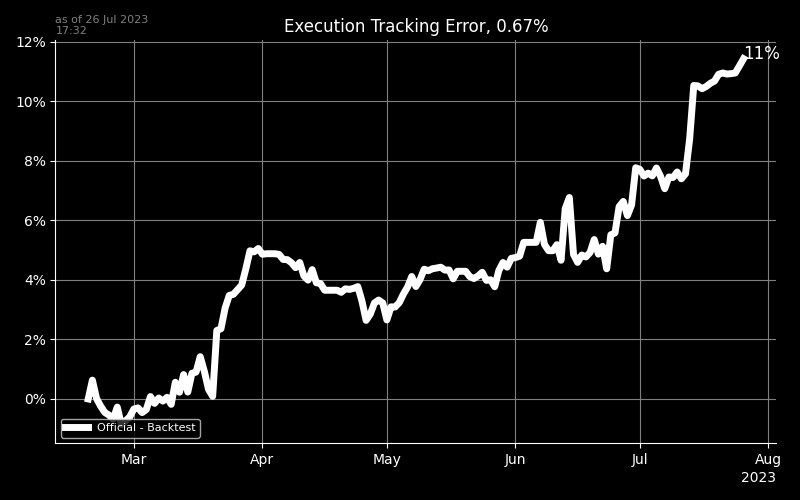 as of 26 Jul 2023
17:32
Execution Tracking Error, 0.67%
12%
11%
10%
8%
6%
4%
2%
0%
Official - Backtest
Mar Apr May Jun Jul Aug
2023